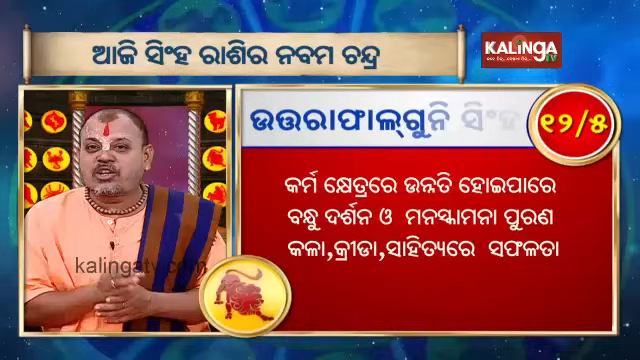 ଆଜି ସିଂହ ରାଶିର ନବମ ଚନ୍ଦ୍ର
KALINGA TV
ଉତ୍ତରାଫାଲ୍‌ଗୁନି ସିଂହ
୧୨/୫
କର୍ମ କ୍ଷେତ୍ରରେ ଉନ୍ନତି ହୋଇପାରେ
ବନ୍ଧୁ ଦର୍ଶନ ଓ ମନସ୍କାମନା ପୁରଣ
କଳା,କ୍ରୀଡା,ସାହିତ୍ୟରେ ସଫଳତା
kalingatv.com